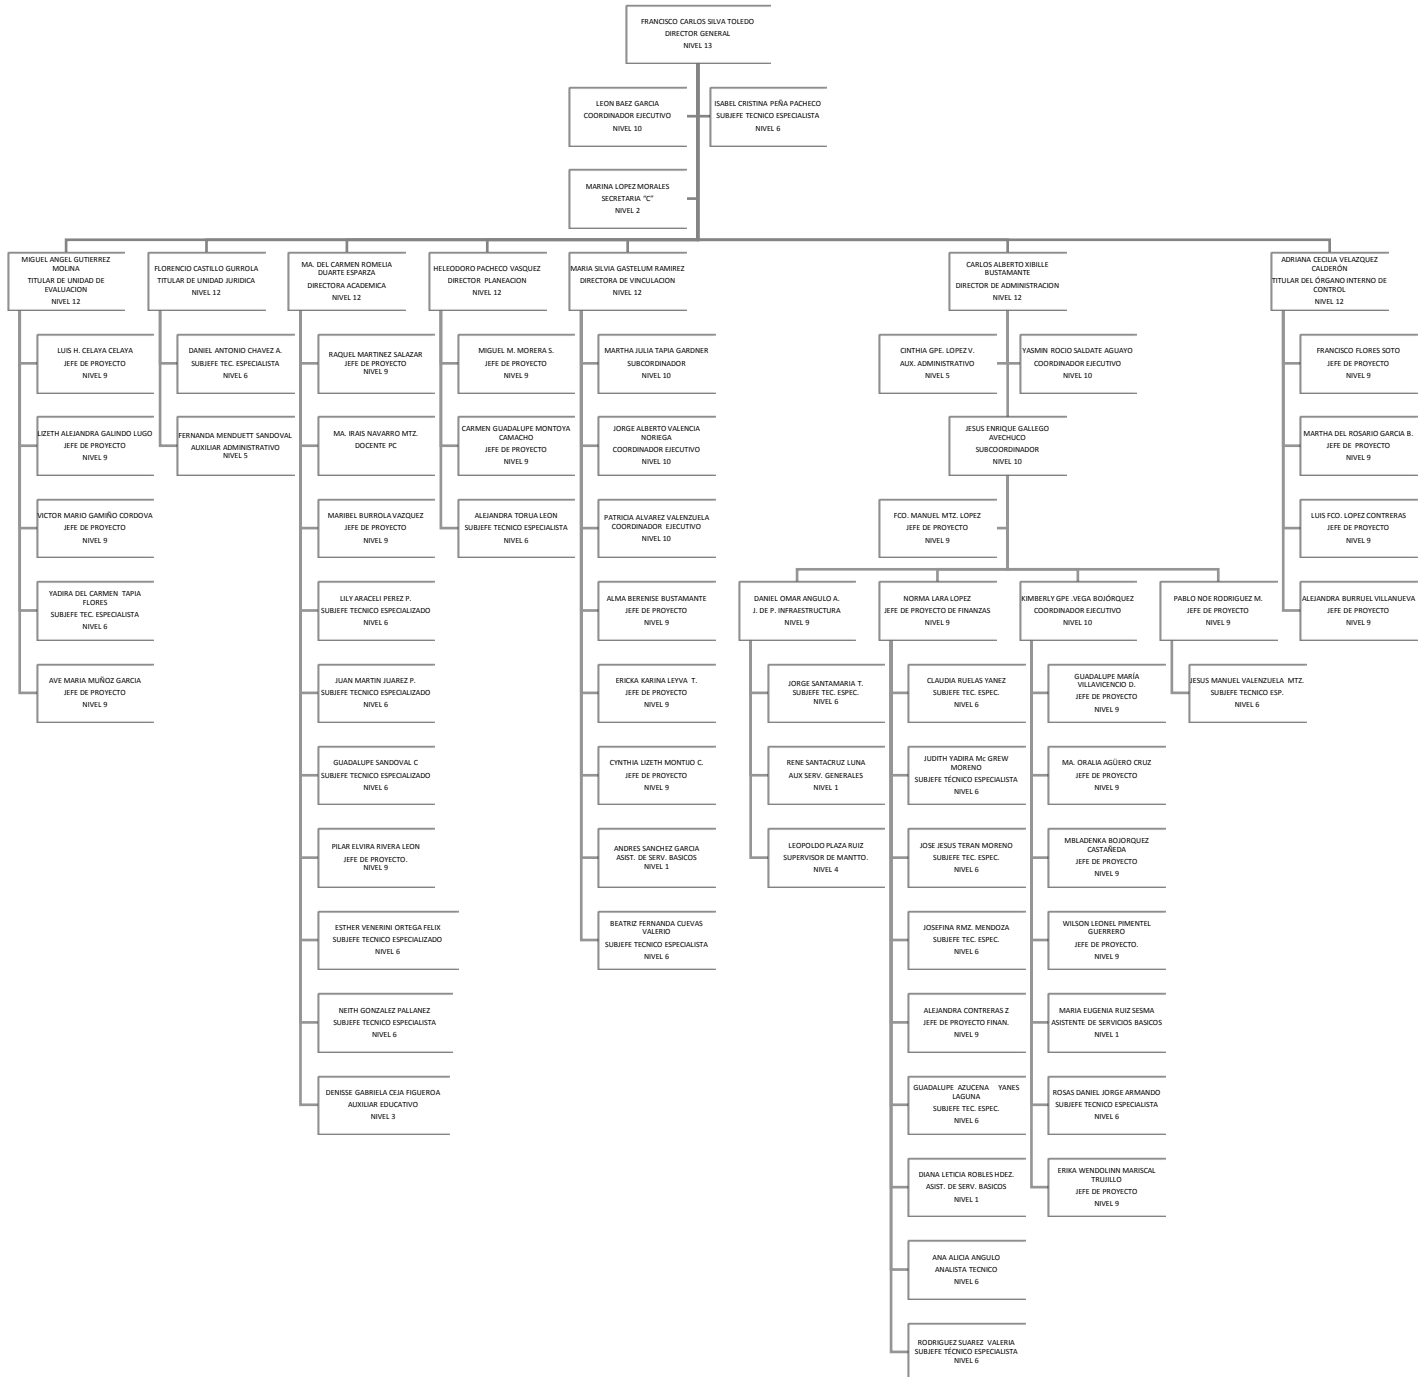 FRANCISCO CARLOS SILVA TOLEDO
DIRECTOR GENERAL
NIVEL 13
LEON BAEZ GARCIA
COORDINADOR EJECUTIVO
NIVEL 10
ISABEL CRISTINA PEÑA PACHECO
SUBJEFE TECNICO ESPECIALISTA
NIVEL 6
MARINA LOPEZ MORALES
SECRETARIA "C"
NIVEL 2
MIGUEL ANGEL GUTIERREZ
MOLINA
TITULAR DE UNIDAD DE
EVALUACION
NIVEL 12
LUIS H. CELAYA CELAYA
JEFE DE PROYECTO
NIVEL 9
LIZETH ALEJANDRA GALINDO LUGO
JEFE DE PROYECTO
NIVEL 9
VICTOR MARIO GAMIÑO CORDOVA
JEFE DE PROYECTO
NIVEL 9
YADIRA DEL CARMEN TAPIA
FLORES
SUBJEFE TEC. ESPECIALISTA
NIVEL 6
AVE MARIA MUÑOZ GARCIA
JEFE DE PROYECTO
NIVEL 9
FLORENCIO CASTILLO GURROLA
TITULAR DE UNIDAD JURIDICA
NIVEL 12
DANIEL ANTONIO CHAVEZ A.
SUBJEFE TEC. ESPECIALISTA
NIVEL 6
FERNANDA MENDUETT SANDOVAL
AUXILIAR ADMINISTRATIVO
NIVEL 5
MA. DEL CARMEN ROMELIA
DUARTE ESPARZA
DIRECTORA ACADEMICA
NIVEL 12
RAQUEL MARTINEZ SALAZAR
JEFE DE PROYECTO
NIVEL 9
MA. IRAIS NAVARRO MTZ.
DOCENTE PC
MARIBEL BURROLA VAZQUEZ
JEFE DE PROYECTO
NIVEL 9
LILY ARACELI PEREZ P.
SUBJEFE TECNICO ESPECIALIZADO
NIVEL 6
JUAN MARTIN JUAREZ P.
SUBJEFE TECNICO ESPECIALIZADO
NIVEL 6
GUADALUPE SANDOVAL C
SUBJEFE TECNICO ESPECIALIZADO
NIVEL 6
PILAR ELVIRA RIVERA LEON
JEFE DE PROYECTO.
NIVEL 9
ESTHER VENERINI ORTEGA FELIX
SUBJEFE TECNICO ESPECIALIZADO
NIVEL 6
NEITH GONZALEZ PALLANEZ
SUBJEFE TECNICO ESPECIALISTA
NIVEL 6
DENISSE GABRIELA CEJA FIGUEROA
AUXILIAR EDUCATIVO
NIVEL 3
HELEODORO PACHECO VASQUEZ
DIRECTOR PLANEACION
NIVEL 12
MIGUEL M. MORERA S.
JEFE DE PROYECTO
NIVEL 9
CARMEN GUADALUPE MONTOYA
CAMACHO
JEFE DE PROYECTO
NIVEL 9
ALEJANDRA TORUA LEON
SUBJEFE TECNICO ESPECIALISTA
NIVEL 6
MARIA SILVIA GASTELUM RAMIREZ
DIRECTORA DE VINCULACION
NIVEL 12
MARTHA JULIA TAPIA GARDNER
SUBCORDINADOR
NIVEL 10
JORGE ALBERTO VALENCIA
NORIEGA
COORDINADOR EJECUTIVO
NIVEL 10
PATRICIA ALVAREZ VALENZUELA
COORDINADOR EJECUTIVO
NIVEL 10
ALMA BERENISE BUSTAMANTE
JEFE DE PROYECTO
NIVEL 9
ERICKA KARINA LEYVA T.
JEFE DE PROYECTO
NIVEL 9
CYNTHIA LIZETH MONTIJO C.
JEFE DE PROYECTO
NIVEL 9
ANDRES SANCHEZ GARCIA
ASIST. DE SERV. BASICOS
NIVEL 1
BEATRIZ FERNANDA CUEVAS
VALERIO
SUBJEFE TECNICO ESPECIALISTA
NIVEL 6
CARLOS ALBERTO XIBILLE
BUSTAMANTE
DIRECTOR DE ADMINISTRACION
NIVEL 12
CINTHIA GPE. LOPEZ V.
AUX. ADMINISTRATIVO
NIVEL 5
YASMIN ROCIO SALDATE AGUAYO
COORDINADOR EJECUTIVO
NIVEL 10
JESUS ENRIQUE GALLEGO
AVECHUCO
SUBCOORDINADOR
NIVEL 10
FCO. MANUEL MTZ. LOPEZ
JEFE DE PROYECTO
NIVEL 9
DANIEL OMAR ANGULO A.
J. DE P. INFRAESTRUCTURA
NIVEL 9
JORGE SANTAMARIA T.
SUBJEFE TEC. ESPEC.
NIVEL 6
RENE SANTACRUZ LUNA
AUX SERV. GENERALES
NIVEL 1
LEOPOLDO PLAZA RUIZ
SUPERVISOR DE MANTTO.
NIVEL 4
NORMA LARA LOPEZ
JEFE DE PROYECTO DE FINANZAS
NIVEL 9
CLAUDIA RUELAS YANEZ
SUBJEFE TEC. ESPEC.
NIVEL 6
JUDITH YADIRA Mc GREW
MORENO
SUBJEFE TÉCNICO ESPECIALISTA
NIVEL 6
JOSE JESUS TERAN MORENO
SUBJEFE TEC. ESPEC.
NIVEL 6
JOSEFINA RMZ. MENDOZA
SUBJEFE TEC. ESPEC.
NIVEL 6
ALEJANDRA CONTRERAS Z
JEFE DE PROYECTO FINAN.
NIVEL 9
GUADALUPE AZUCENA YANES
LAGUNA
SUBJEFE TEC. ESPEC.
NIVEL 6
DIANA LETICIA ROBLES HDEZ.
ASIST. DE SERV. BASICOS
NIVEL 1
ANA ALICIA ANGULO
ANALISTA TECNICO
NIVEL 6
RODRIGUEZ SUAREZ VALERIA
SUBJEFE TÉCNICO ESPECIALISTA
NIVEL 6
KIMBERLY GPE .VEGA BOJÓRQUEZ
COORDINADOR EJECUTIVO
NIVEL 10
GUADALUPE MARÍA
VILLAVICENCIO D.
JEFE DE PROYECTO
NIVEL 9
MA. ORALIA AGÜERO CRUZ
JEFE DE PROYECTO
NIVEL 9
MBLADENKA BOJORQUEZ
CASTAÑEDA
JEFE DE PROYECTO
NIVEL 9
WILSON LEONEL PIMENTEL
GUERRERO
JEFE DE PROYECTO.
NIVEL 9
MARIA EUGENIA RUIZ SESMA
ASISTENTE DE SERVICIOS BASICOS
NIVEL 1
ROSAS DANIEL JORGE ARMANDO
SUBJEFE TECNICO ESPECIALISTA
NIVEL 6
ERIKA WENDOLINN MARISCAL
TRUJILLO
JEFE DE PROYECTO
NIVEL 9
PABLO NOE RODRIGUEZ M.
JEFE DE PROYECTO
NIVEL 9
JESUS MANUEL VALENZUELA MTZ.
SUBJEFE TECNICO ESP.
NIVEL 6
ADRIANA CECILIA VELAZQUEZ
CALDERÓN
TITULAR DEL ÓRGANO INTERNO DE
CONTROL
NIVEL 12
FRANCISCO FLORES SOTO
JEFE DE PROYECTO
NIVEL 9
MARTHA DEL ROSARIO GARCIA B.
JEFE DE PROYECTO
NIVEL 9
LUIS FCO. LOPEZ CONTRERAS
JEFE DE PROYECTO
NIVEL 9
ALEJANDRA BURRUEL VILLANUEVA
JEFE DE PROYECTO
NIVEL 9